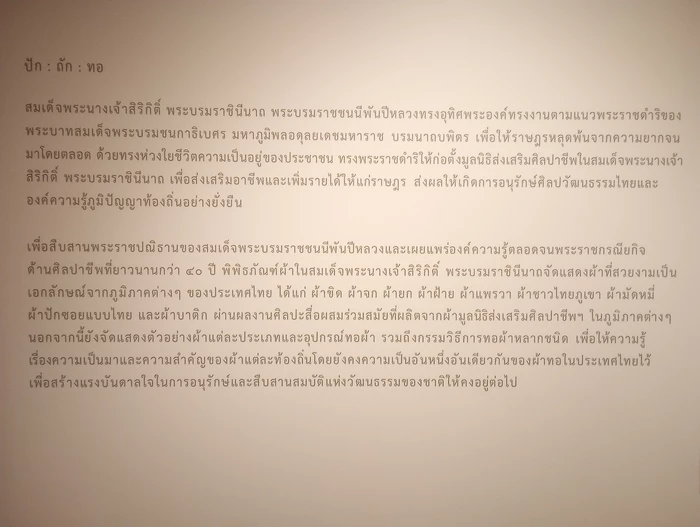 ปัก : ถัก : ทอ
สมเด็จพระนางเจ้าสิริกิติ์ พระบรมราชินีนาถ พระบรมราชชนนีพันปีหลวงทรงอุทิศพระองค์ทรงงานตามแนวพระราชดำริของ
พระบาทสมเด็จพระบรมชนกาธิเบศร มหาภูมิพลอดุลยเดชมหาราช บรมนาถบพิตร เพื่อให้ราษฎรหลุดพ้นจากความยากจน
มาโดยตลอด ด้วยทรงห่วงใยชีวิตความเป็นอยู่ของประชาชน ทรงพระราชดำริให้ก่อตั้งมูลนิธิส่งเสริมศิลปาชีพในสมเด็จพระนางเจ้า
สิริกิติ์ พระบรมราชินีนาถ เพื่อส่งเสริมอาชีพและเพิ่มรายได้ให้แก่ราษฎร ส่งผลให้เกิดการอนุรักษ์ศิลปวัฒนธรรมไทยและ
องค์ความรู้ภูมิปัญญาท้องถิ่นอย่างยั่งยืน
เพื่อสืบสานพระราชปณิธานของสมเด็จพระบรมราชชนนีพันปีหลวงและเผยแพร่องค์ความรู้ตลอดจนพระราชกรณียกิจ
ด้านศิลปาชีพที่ยาวนานกว่า ๔๐ ปี พิพิธภัณฑ์ผ้าในสมเด็จพระนางเจ้าสิริกิติ์ พระบรมราชินีนาถจัดแสดงผ้าที่สวยงามเป็น
เอกลักษณ์จากภูมิภาคต่างๆ ของประเทศไทย ได้แก่ ผ้าขิด ผ้าจก ผ้ายก ผ้าฝ้าย ผ้าแพรวา ผ้าชาวไทยภูเขา ผ้ามัดหมี่
ผ้าปักซอยแบบไทย และผ้าบาติก ผ่านผลงานศิลปะสื่อผสมร่วมสมัยที่ผลิตจากผ้ามูลนิธิส่งเสริมศิลปาชีพฯ ในภูมิภาคต่างๆ
นอกจากนี้ยังจัดแสดงตัวอย่างผ้าแต่ละประเภทและอุปกรณ์ทอผ้า รวมถึงกรรมวิธีการทอผ้าหลากชนิด เพื่อให้ความรู้
เรื่องความเป็นมาและความสำคัญของผ้าแต่ละท้องถิ่นโดยยังคงความเป็นอันหนึ่งอันเดียวกันของผ้าทอในประเทศไทยไว้
เพื่อสร้างแรงบันดาลใจในการอนุรักษ์และสืบสานสมบัติแห่งวัฒนธรรมของชาติให้คงอยู่ต่อไป